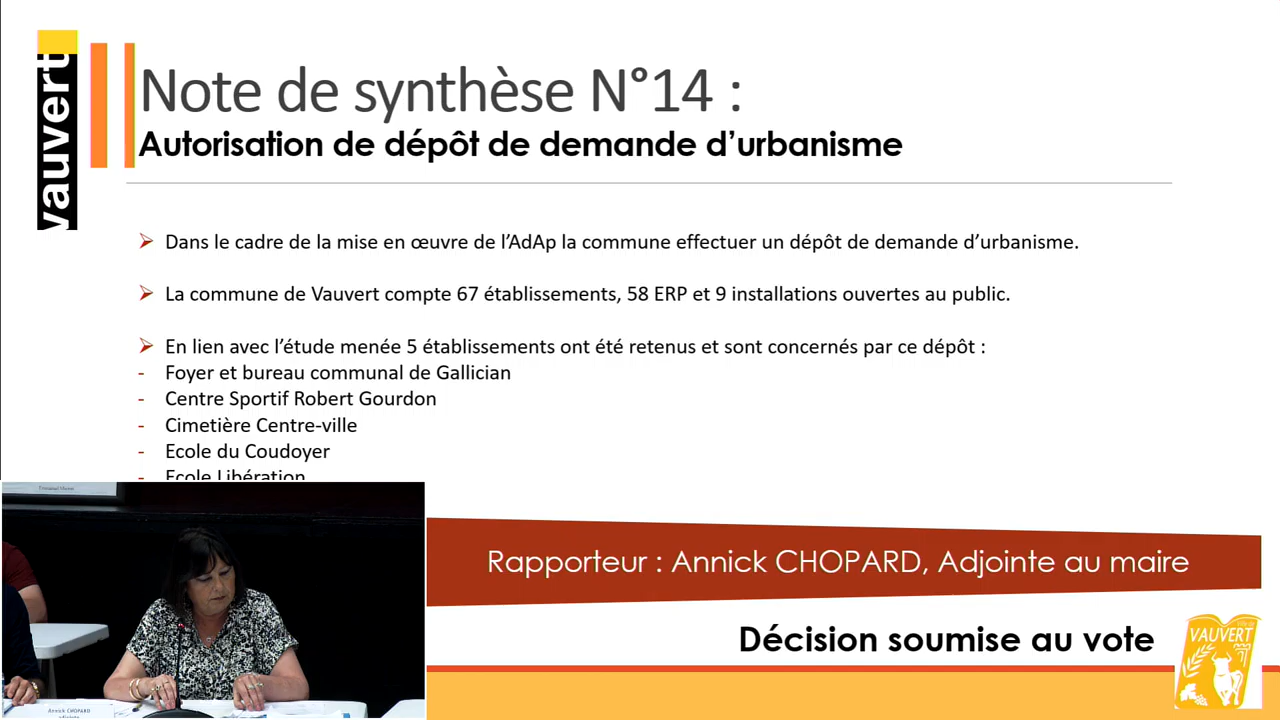 vauvert
Note de synthèse N°14 :
Autorisation de dépôt de demande d’urbanisme
Dans le cadre de la mise en œuvre de l’AdAp la commune effectuer un dépôt de demande d’urbanisme.
La commune de Vauvert compte 67 établissements, 58 ERP et 9 installations ouvertes au public.
En lien avec l’étude menée 5 établissements ont été retenus et sont concernés par ce dépôt :
- Foyer et bureau communal de Gallician
- Centre Sportif Robert Gourdon
- Cimetière Centre-ville
- Ecole du Coudoyer
- Ecole Libération
Rapporteur : Annick CHOPARD, Adjointe au maire
Décision soumise au vote
VAUVERT
Annick CHOPARD
adjointe